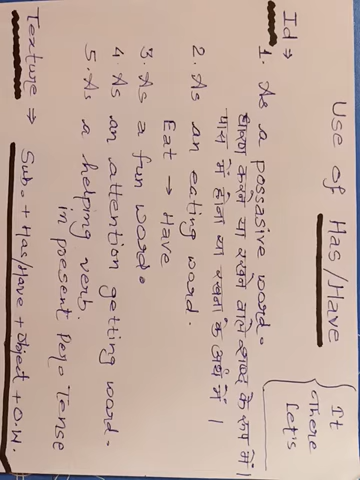 Use of Has/Have
It
There
Let's
Id ⇒
1. As a possasive word.
धारण करने या रखने वाले शब्द के रूप में।
पास में होना या रखना के अर्थ में।
2. As an eating word.
Eat → Have
3. As a fun word.
4. As an attention getting word.
5. As a helping verb.
in present Per. Tense
Texture ⇒ Sub. + Has/Have + object + O.W.